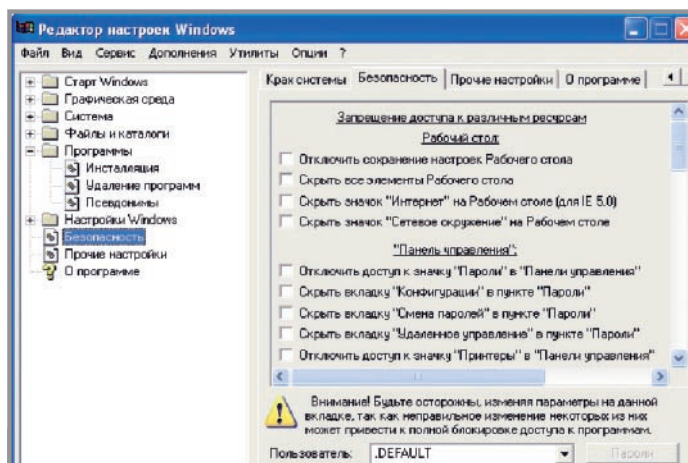 Редактор настроек Windows
Файл Вид Сервис Дополнения Утилиты Опции ?
Старт Windows
Графическая среда
Система
Файлы и каталоги
Программы
Инсталляция
Удаление программ
Псевдонимы
Настройки Windows
Безопасность
Прочие настройки
О программе
Крах системы Безопасность Прочие настройки О программе
Запрещение доступа к различным ресурсам
Рабочий стол:
Отключить сохранение настроек Рабочего стола
Скрыть все элементы Рабочего стола
Скрыть значок "Интернет" на Рабочем столе (для IE 5.0)
Скрыть значок "Сетевое окружение" на Рабочем столе
"Панель управления":
Отключить доступ к значку "Пароли" в "Панели управления"
Скрыть вкладку "Конфигурации" в пункте "Пароли"
Скрыть вкладку "Смена паролей" в пункте "Пароли"
Скрыть вкладку "Удаленное управление" в пункте "Пароли"
Отключить доступ к значку "Принтеры" в "Панели управления"
Внимание! Будьте осторожны, изменяя параметры на данной
вкладке, так как неправильное изменение некоторых из них
может привести к полной блокировке доступа к программам.
Пользователь: .DEFAULT Пароли